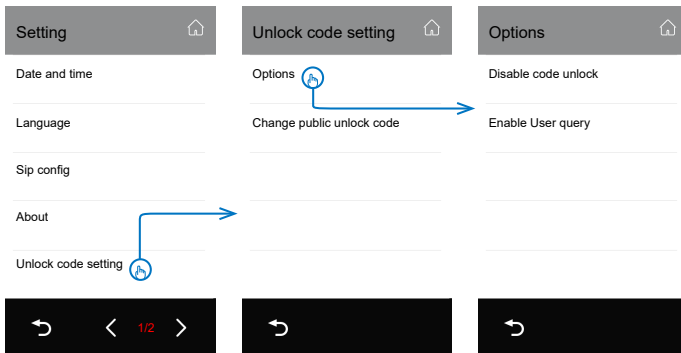 Setting
Date and time
Language
Sip config
About
Unlock code setting
1/2
Unlock code setting
Options
Change public unlock code
Options
Disable code unlock
Enable User query